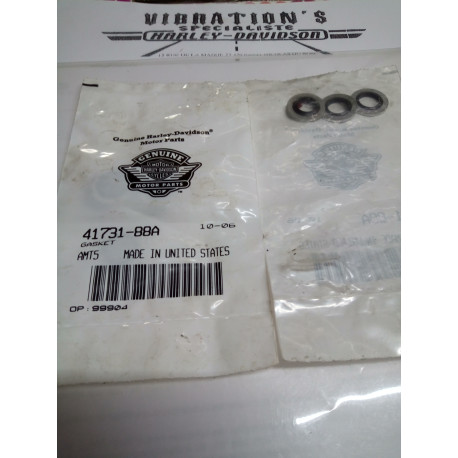 VIBRATION'S
SPECIALISTE
HARLEY-DAVIDSON
Genuine Harley-Davidson®
Motor Parts
GENUINE
MOTOR
HARLEY-DAVIDSON
CYCLES
MOTOR PARTS
41731-88A
10-06
GASKET
AMT5 MADE IN UNITED STATES
OP: 99904